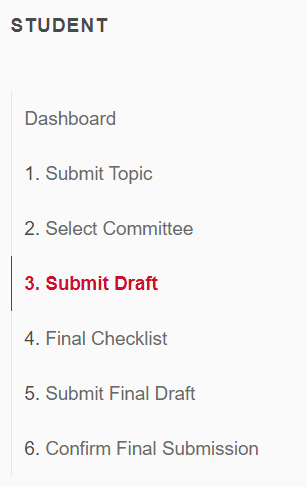 STUDENT
Dashboard
1. Submit Topic
2. Select Committee
3. Submit Draft
4. Final Checklist
5. Submit Final Draft
6. Confirm Final Submission